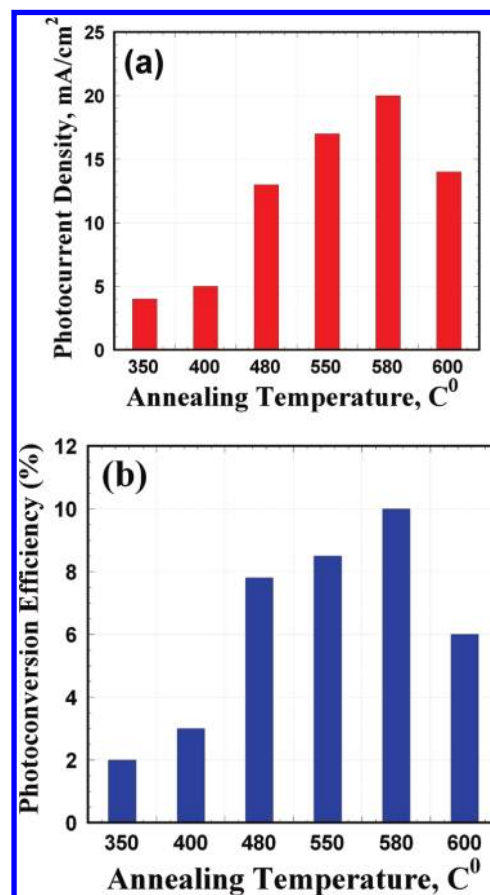 (a)
Photocurrent Density, mA/cm²
25
20
15
10
5
0
350 400 480 550 580 600
Annealing Temperature, C⁰
(b)
Photoconversion Efficiency (%)
12
10
8
6
4
2
0
350 400 480 550 580 600
Annealing Temperature, C⁰